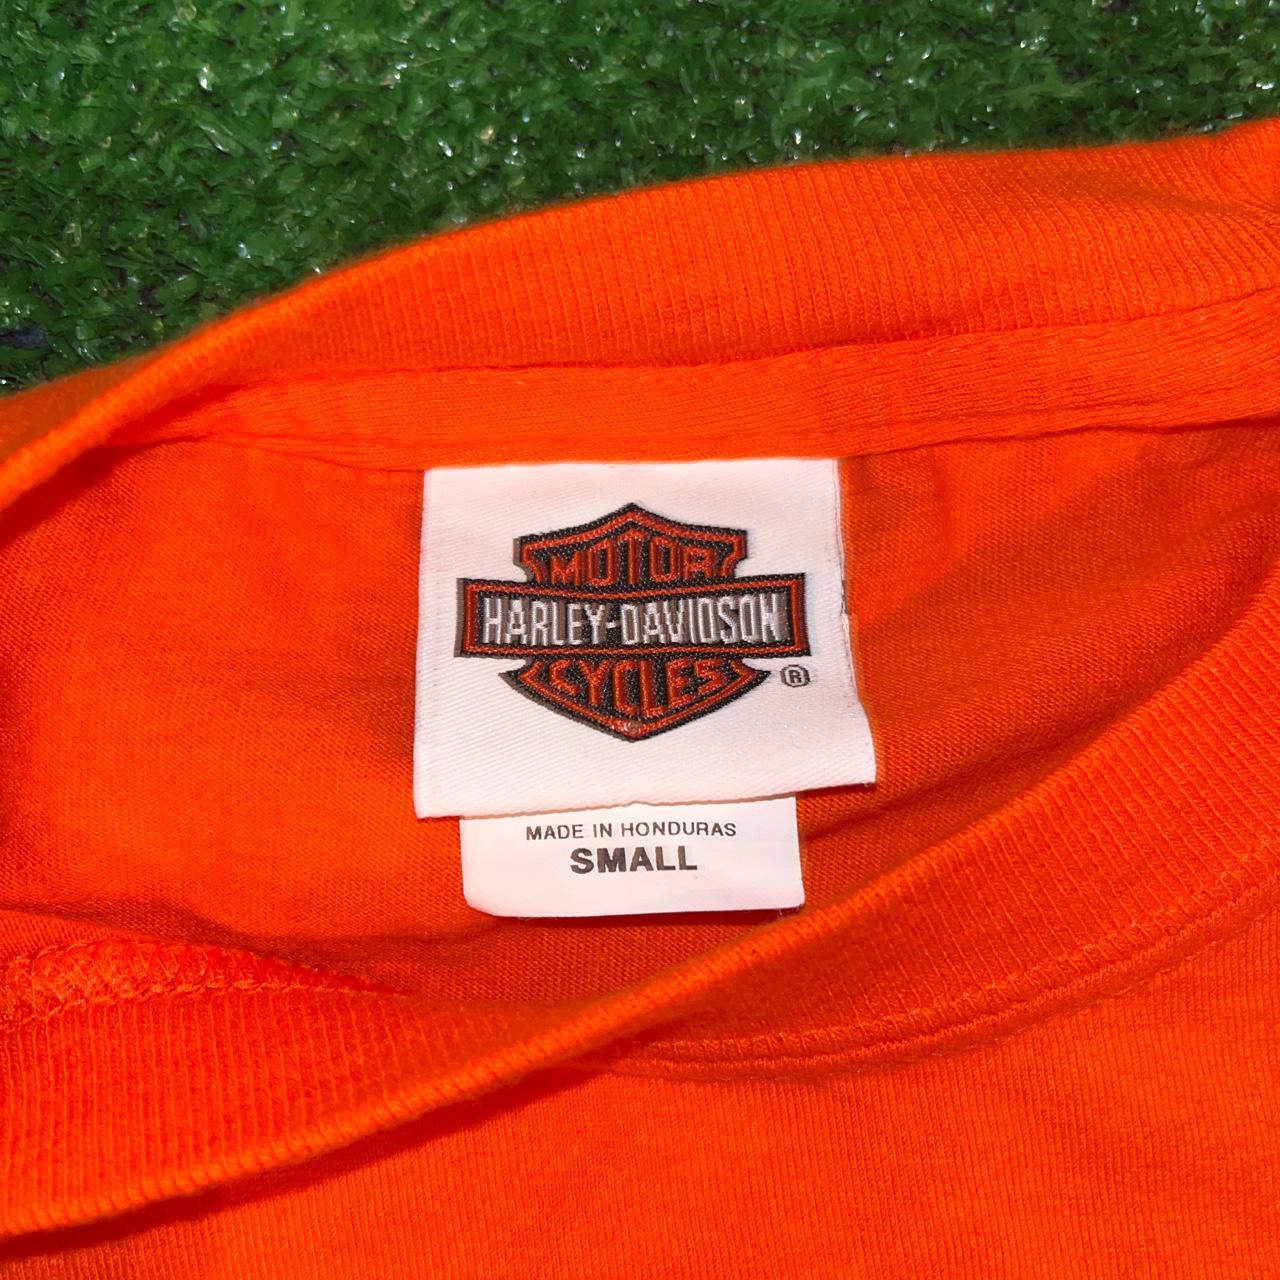 MOTOR
HARLEY-DAVIDSON
CYCLES
®
MADE IN HONDURAS
SMALL